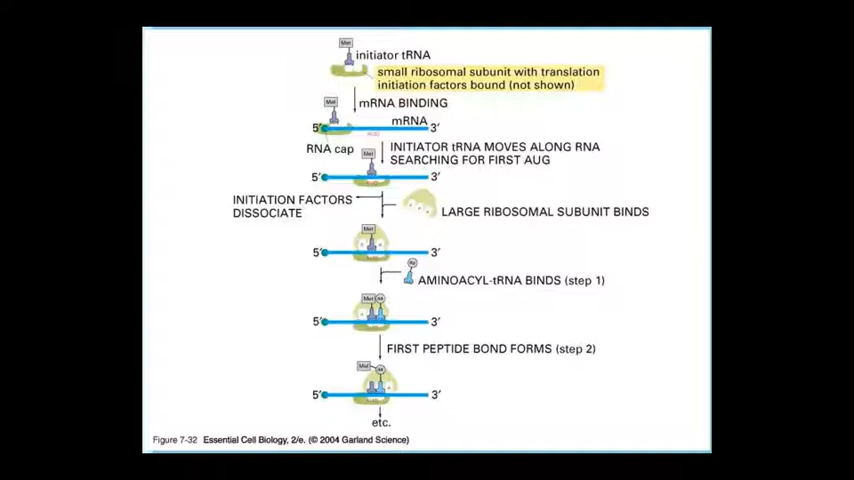 Met
initiator tRNA
small ribosomal subunit with translation
initiation factors bound (not shown)
Met
mRNA BINDING
mRNA
5′
3′
AUG
RNA cap
Met
INITIATOR tRNA MOVES ALONG RNA
SEARCHING FOR FIRST AUG
5′
3′
INITIATION FACTORS
DISSOCIATE
LARGE RIBOSOMAL SUBUNIT BINDS
Met
5′
3′
aa
AMINOACYL-tRNA BINDS (step 1)
Met
aa
5′
3′
FIRST PEPTIDE BOND FORMS (step 2)
Met
aa
5′
3′
etc.
Figure 7-32 Essential Cell Biology, 2/e. (© 2004 Garland Science)